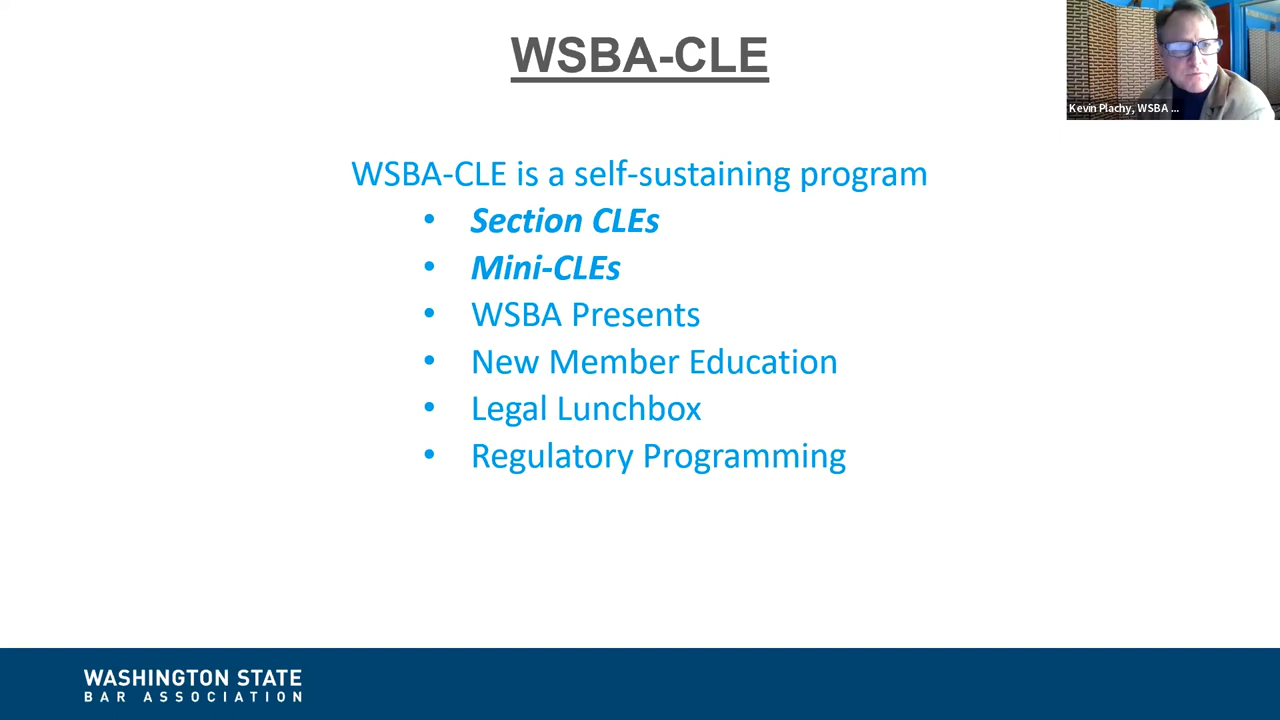 WSBA-CLE
Kevin Plachy, WSBA ...
WSBA-CLE is a self-sustaining program
• Section CLEs
• Mini-CLEs
• WSBA Presents
• New Member Education
• Legal Lunchbox
• Regulatory Programming
WASHINGTON STATE
BAR ASSOCIATION